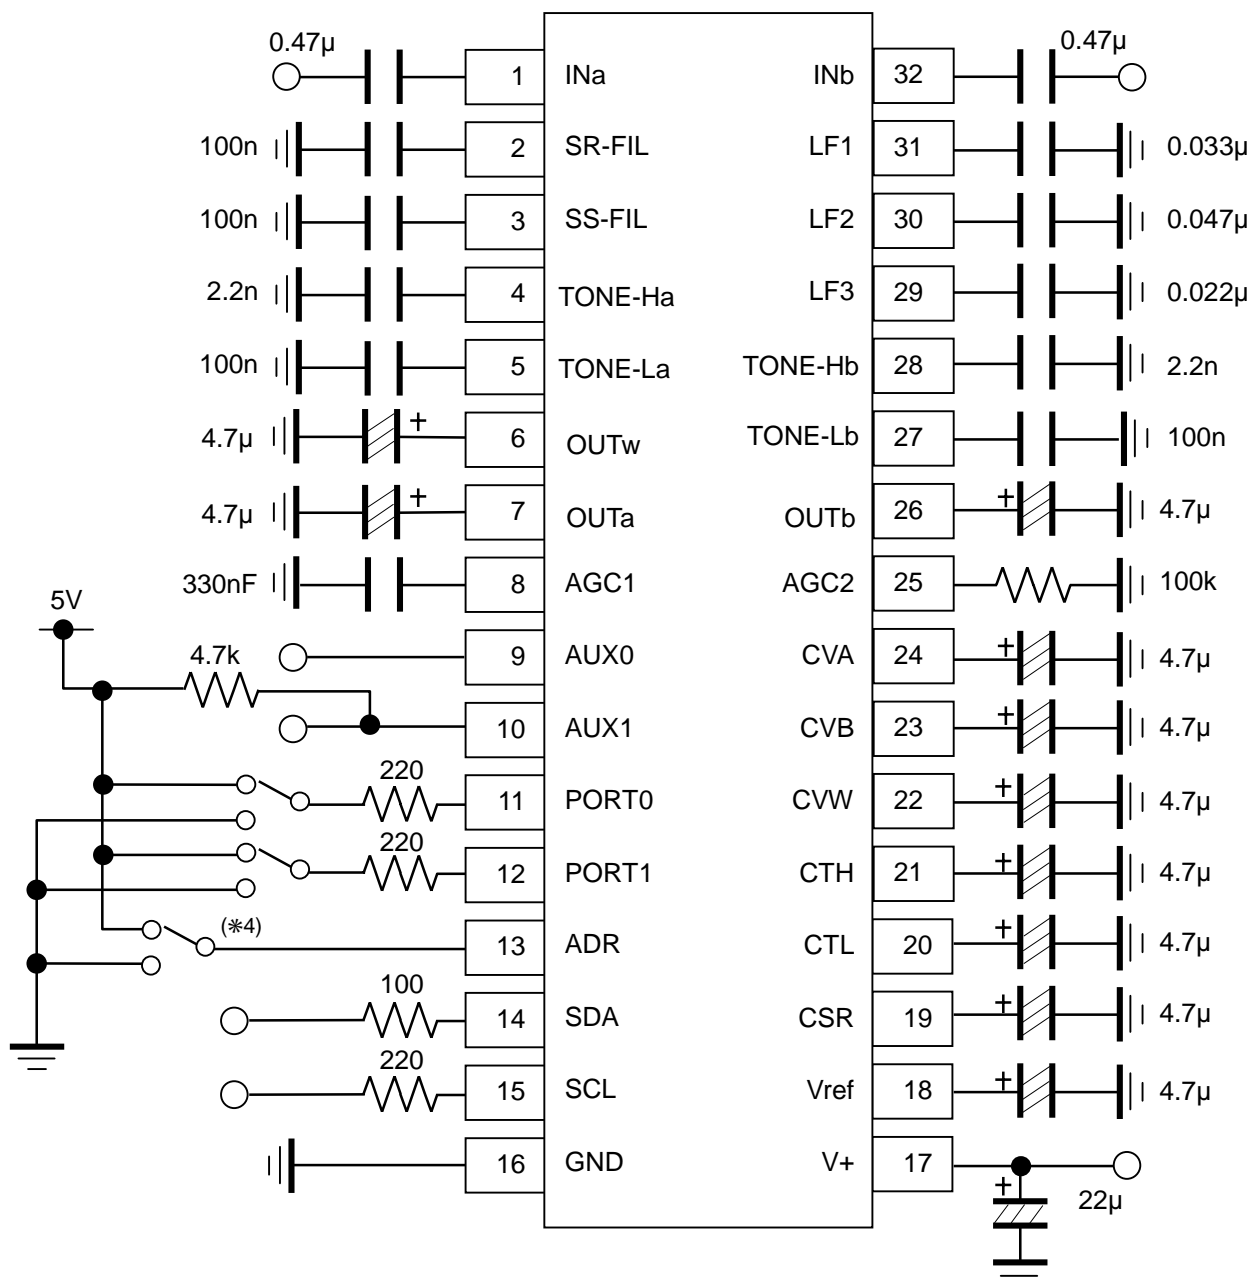 0.47µ 1 INa INb 32 0.47µ
100n 2 SR-FIL LF1 31 0.033µ
100n 3 SS-FIL LF2 30 0.047µ
2.2n 4 TONE-Ha LF3 29 0.022µ
100n 5 TONE-La TONE-Hb 28 2.2n
4.7µ + 6 OUTw TONE-Lb 27 100n
4.7µ + 7 OUTa OUTb 26 + 4.7µ
330nF 8 AGC1 AGC2 25 100k
5V
4.7k 9 AUX0 CVA 24 + 4.7µ
10 AUX1 CVB 23 + 4.7µ
220 11 PORT0 CVW 22 + 4.7µ
220 12 PORT1 CTH 21 + 4.7µ
(※4) 13 ADR CTL 20 + 4.7µ
100 14 SDA CSR 19 + 4.7µ
220 15 SCL Vref 18 + 4.7µ
16 GND V+ 17
+ 22µ